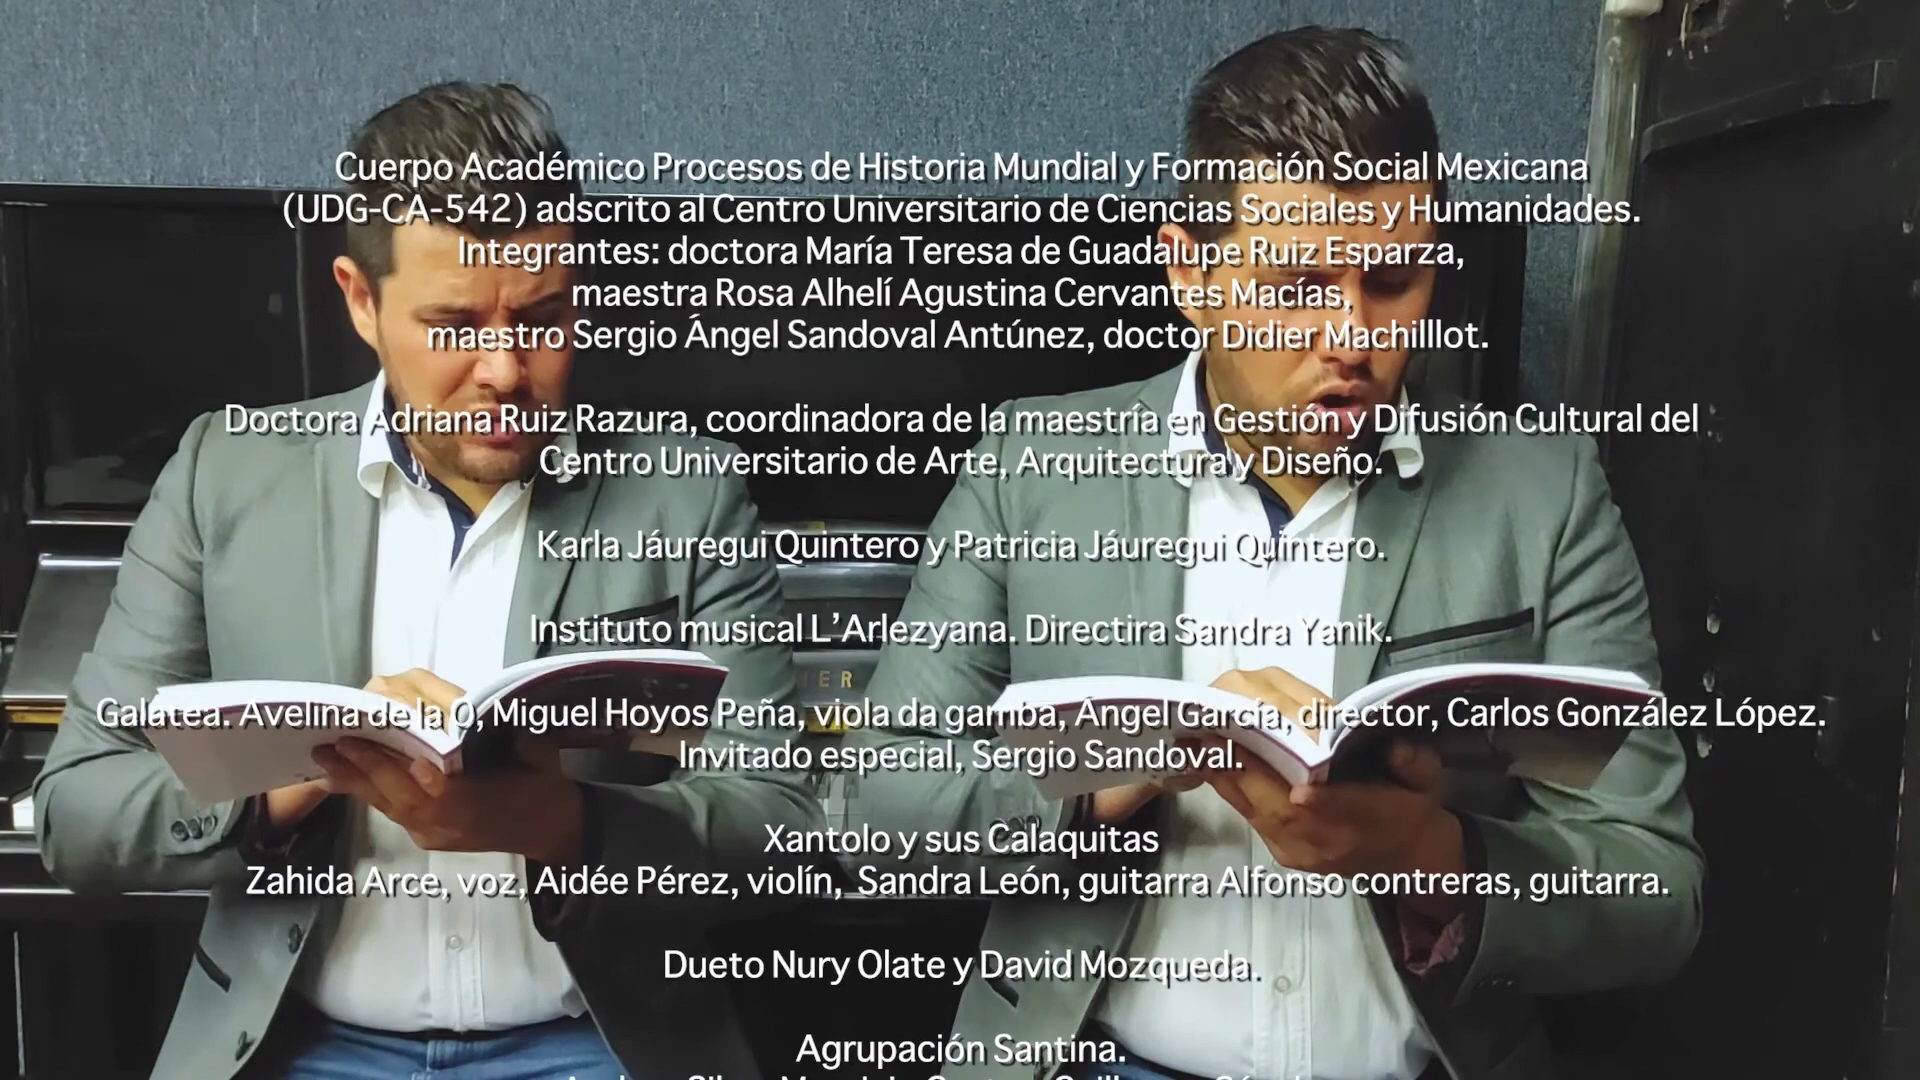 Cuerpo Académico Procesos de Historia Mundial y Formación Social Mexicana
(UDG-CA-542) adscrito al Centro Universitario de Ciencias Sociales y Humanidades.
Integrantes: doctora María Teresa de Guadalupe Ruiz Esparza,
maestra Rosa Alhelí Agustina Cervantes Macías,
maestro Sergio Ángel Sandoval Antúnez, doctor Didier Machilllot.
Doctora Adriana Ruiz Razura, coordinadora de la maestría en Gestión y Difusión Cultural del
Centro Universitario de Arte, Arquitectura y Diseño.
Karla Jáuregui Quintero y Patricia Jáuregui Quintero.
Instituto musical L’Arlezyana. Directira Sandra Yanik.
Galatea. Avelina de la O, Miguel Hoyos Peña, viola da gamba, Ángel García, director, Carlos González López.
Invitado especial, Sergio Sandoval.
Xantolo y sus Calaquitas
Zahida Arce, voz, Aidée Pérez, violín, Sandra León, guitarra Alfonso contreras, guitarra.
Dueto Nury Olate y David Mozqueda.
Agrupación Santina.